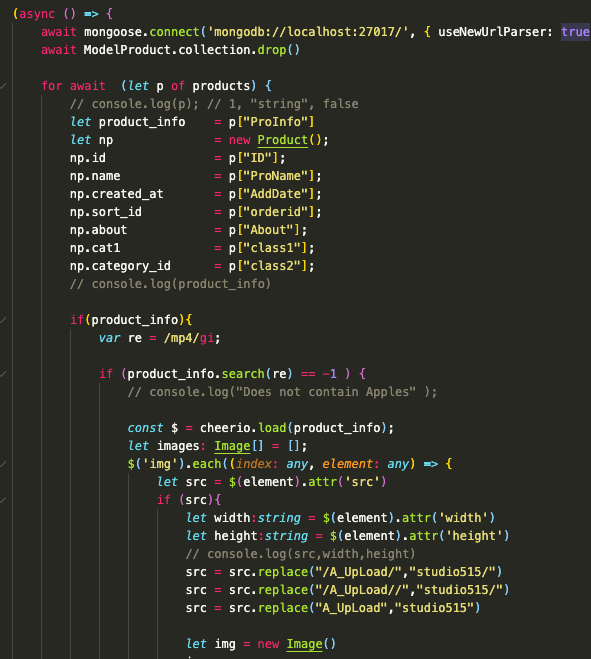 (async () => {
    await mongoose.connect('mongodb://localhost:27017/', { useNewUrlParser: true
    await ModelProduct.collection.drop()

    for await  (let p of products) {
        // console.log(p); // 1, "string", false
        let product_info    = p["ProInfo"]
        let np              = new Product();
        np.id               = p["ID"];
        np.name             = p["ProName"];
        np.created_at       = p["AddDate"];
        np.sort_id          = p["orderid"];
        np.about            = p["About"];
        np.cat1             = p["class1"];
        np.category_id      = p["class2"];
        // console.log(product_info)

        if(product_info){
            var re = /mp4/gi;

            if (product_info.search(re) == -1 ) {
                // console.log("Does not contain Apples" );

                const $ = cheerio.load(product_info);
                let images: Image[] = [];
                $('img').each((index: any, element: any) => {
                    let src = $(element).attr('src')
                    if (src){
                        let width:string = $(element).attr('width')
                        let height:string = $(element).attr('height')
                        // console.log(src,width,height)
                        src = src.replace("/A_UpLoad/","studio515/")
                        src = src.replace("/A_UpLoad//","studio515/")
                        src = src.replace("A_UpLoad","studio515")

                        let img = new Image()